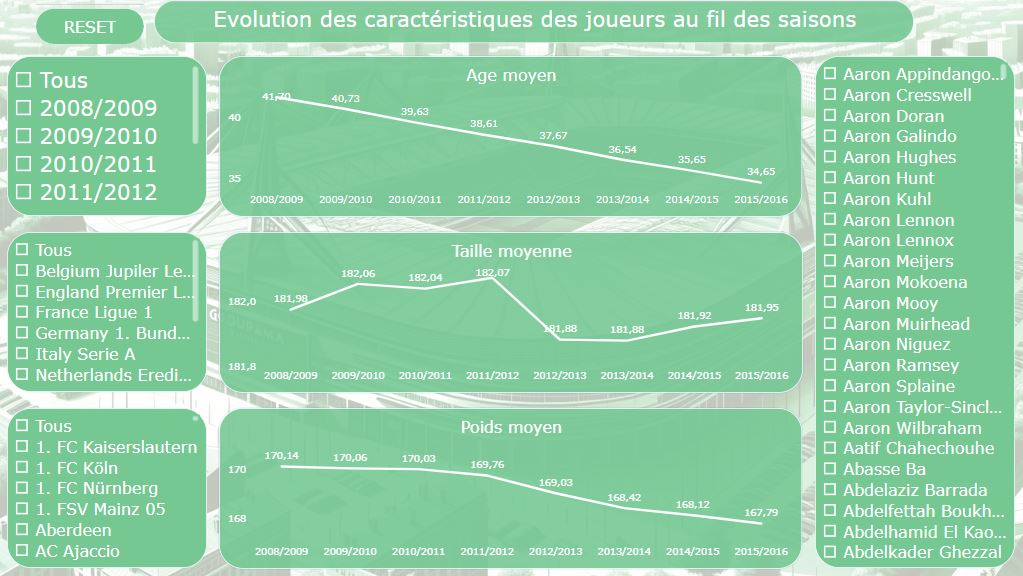 RESET
Evolution des caractéristiques des joueurs au fil des saisons
Tous
2008/2009
2009/2010
2010/2011
2011/2012
Tous
Belgium Jupiler Le...
England Premier L...
France Ligue 1
Germany 1. Bund...
Italy Serie A
Netherlands Eredi...
Tous
1. FC Kaiserslautern
1. FC Köln
1. FC Nürnberg
1. FSV Mainz 05
Aberdeen
AC Ajaccio
Age moyen
41,70 40,73 39,63 38,61 37,67 36,54 35,65 34,65
40
35
2008/2009 2009/2010 2010/2011 2011/2012 2012/2013 2013/2014 2014/2015 2015/2016
Taille moyenne
181,98 182,06 182,04 182,07 181,88 181,88 181,92 181,95
182,0
181,8
2008/2009 2009/2010 2010/2011 2011/2012 2012/2013 2013/2014 2014/2015 2015/2016
Poids moyen
170,14 170,06 170,03 169,76 169,03 168,42 168,12 167,79
170
168
2008/2009 2009/2010 2010/2011 2011/2012 2012/2013 2013/2014 2014/2015 2015/2016
Aaron Appindango...
Aaron Cresswell
Aaron Doran
Aaron Galindo
Aaron Hughes
Aaron Hunt
Aaron Kuhl
Aaron Lennon
Aaron Lennox
Aaron Meijers
Aaron Mokoena
Aaron Mooy
Aaron Muirhead
Aaron Niguez
Aaron Ramsey
Aaron Splaine
Aaron Taylor-Sincl...
Aaron Wilbraham
Aatif Chahechouhe
Abasse Ba
Abdelaziz Barrada
Abdelfettah Boukh...
Abdelhamid El Kao...
Abdelkader Ghezzal